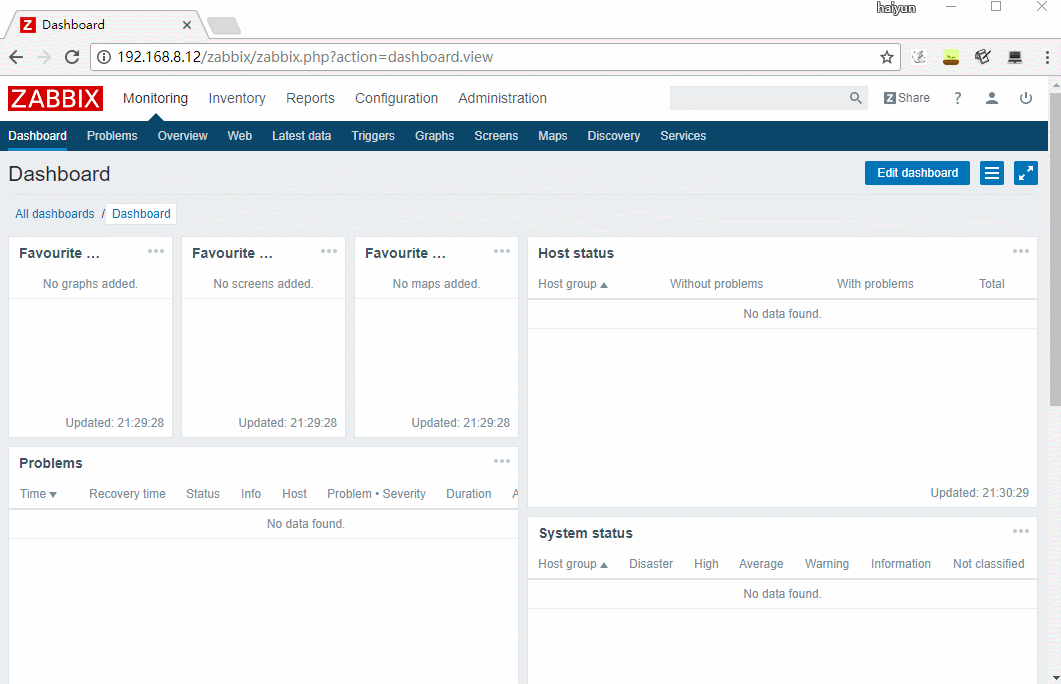 haiyun
Z Dashboard
192.168.8.12/zabbix/zabbix.php?action=dashboard.view
ZABBIX Monitoring Inventory Reports Configuration Administration Z Share ?
Dashboard Problems Overview Web Latest data Triggers Graphs Screens Maps Discovery Services
Dashboard Edit dashboard
All dashboards / Dashboard
Favourite ... Favourite ... Favourite ... Host status
No graphs added. No screens added. No maps added. Host group Without problems With problems Total
No data found.
Updated: 21:29:28 Updated: 21:29:28 Updated: 21:29:28
Problems
Time Recovery time Status Info Host Problem • Severity Duration A
Updated: 21:30:29
No data found.
System status
Host group Disaster High Average Warning Information Not classified
No data found.